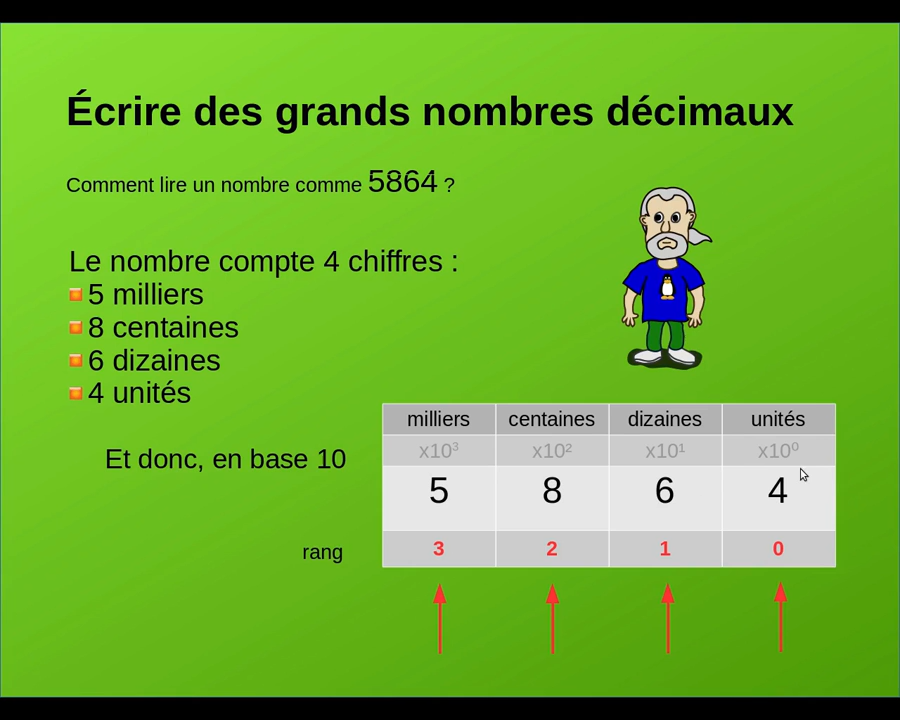 Écrire des grands nombres décimaux
Comment lire un nombre comme 5864 ?
Le nombre compte 4 chiffres :
5 milliers
8 centaines
6 dizaines
4 unités
Et donc, en base 10
milliers centaines dizaines unités
x10³ x10² x10¹ x10⁰
5 8 6 4
rang 3 2 1 0